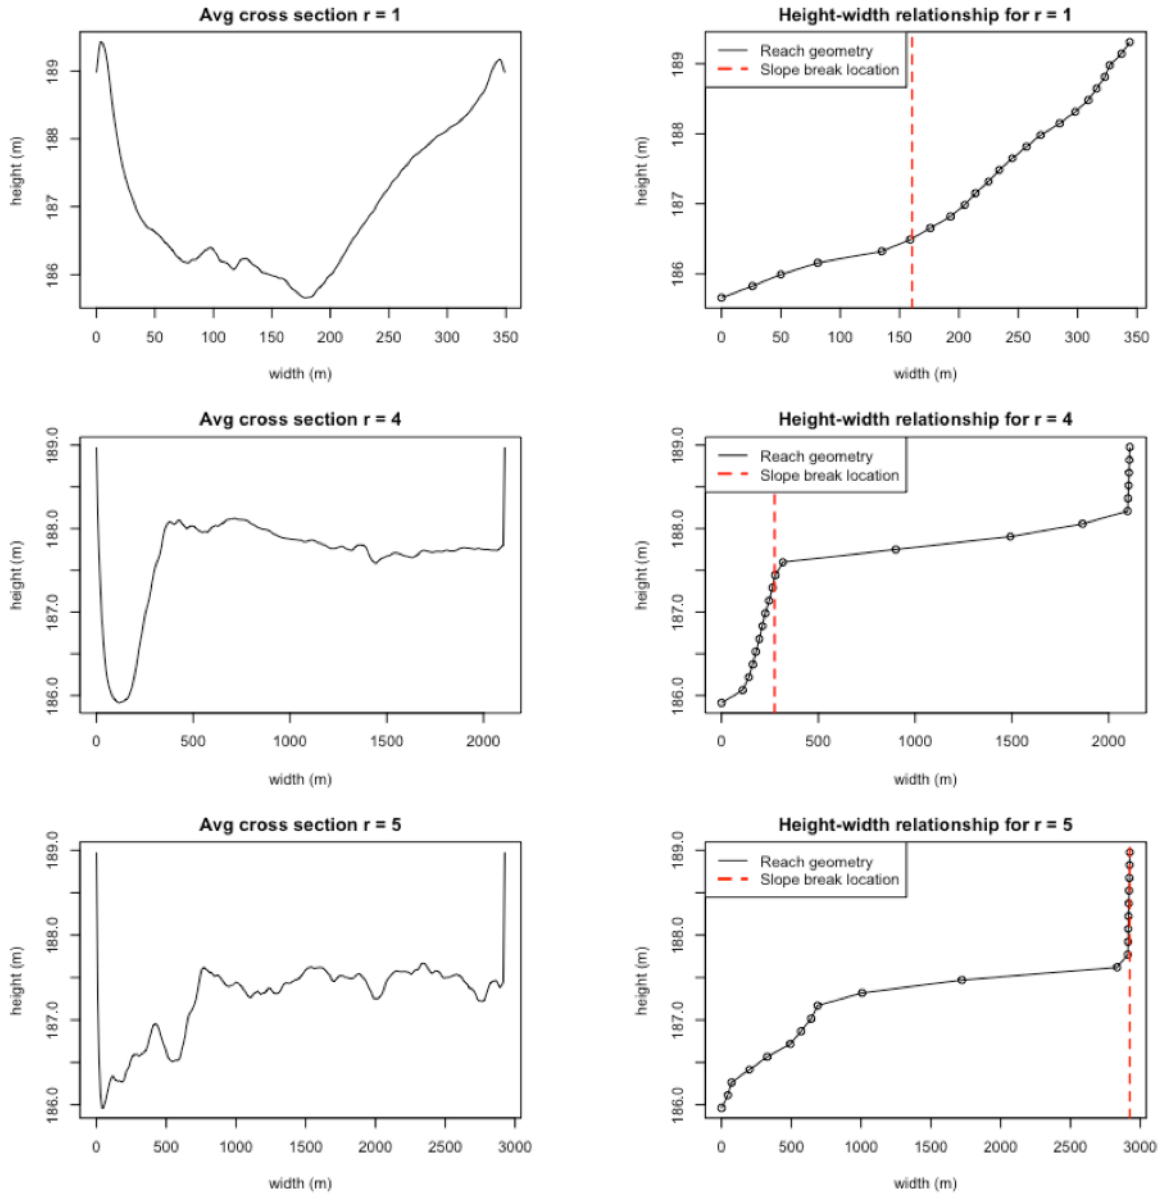 Avg cross section r = 1
height (m)
189
188
187
186
0 50 100 150 200 250 300 350
width (m)
Height-width relationship for r = 1
Reach geometry
Slope break location
height (m)
189
188
187
186
0 50 100 150 200 250 300 350
width (m)
Avg cross section r = 4
height (m)
189.0
188.0
187.0
186.0
0 500 1000 1500 2000
width (m)
Height-width relationship for r = 4
Reach geometry
Slope break location
height (m)
189.0
188.0
187.0
186.0
0 500 1000 1500 2000
width (m)
Avg cross section r = 5
height (m)
189.0
188.0
187.0
186.0
0 500 1000 1500 2000 2500 3000
width (m)
Height-width relationship for r = 5
Reach geometry
Slope break location
height (m)
189.0
188.0
187.0
186.0
0 500 1000 1500 2000 2500 3000
width (m)